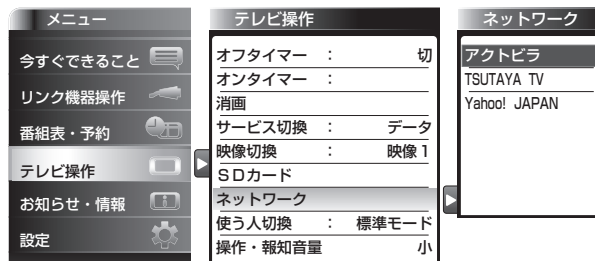 メニュー
今すぐできること
リンク機器操作
番組表・予約
テレビ操作
お知らせ・情報
設定
テレビ操作
オフタイマー : 切
オンタイマー :
消画
サービス切換 : データ
映像切換 : 映像1
SDカード
ネットワーク
使う人切換 : 標準モード
操作・報知音量 小
ネットワーク
アクトビラ
TSUTAYA TV
Yahoo! JAPAN